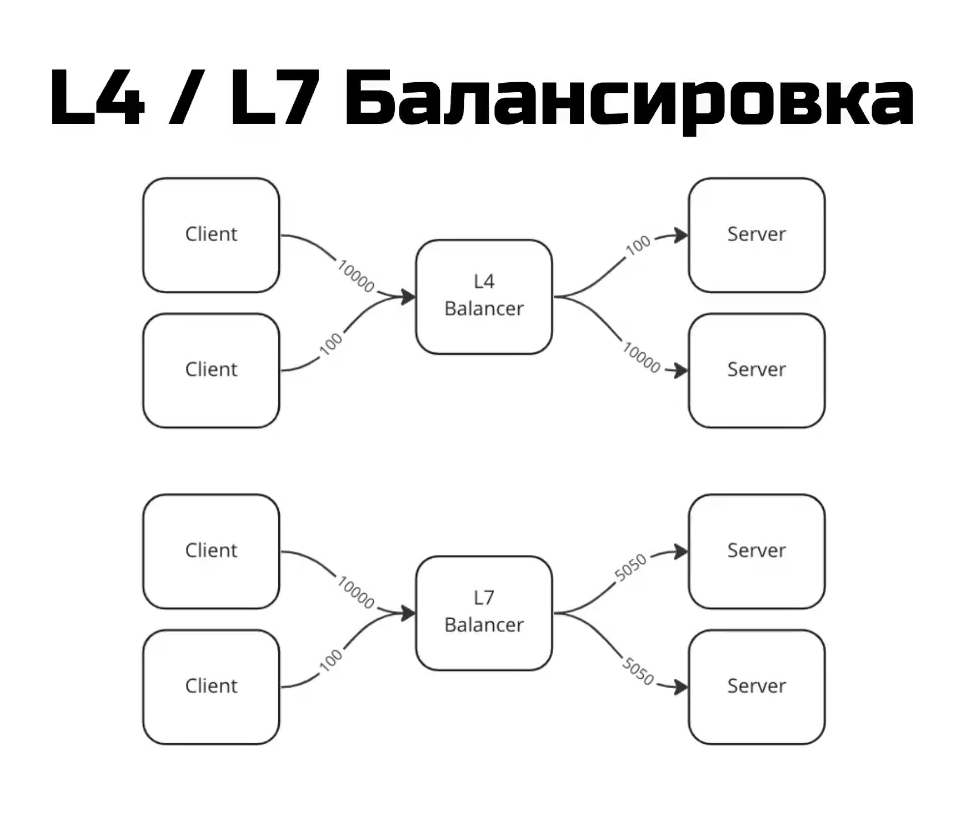 L4 / L7 Балансировка
Client
10000
Client
100
L4
Balancer
100
Server
10000
Server
Client
10000
Client
100
L7
Balancer
5050
Server
5050
Server